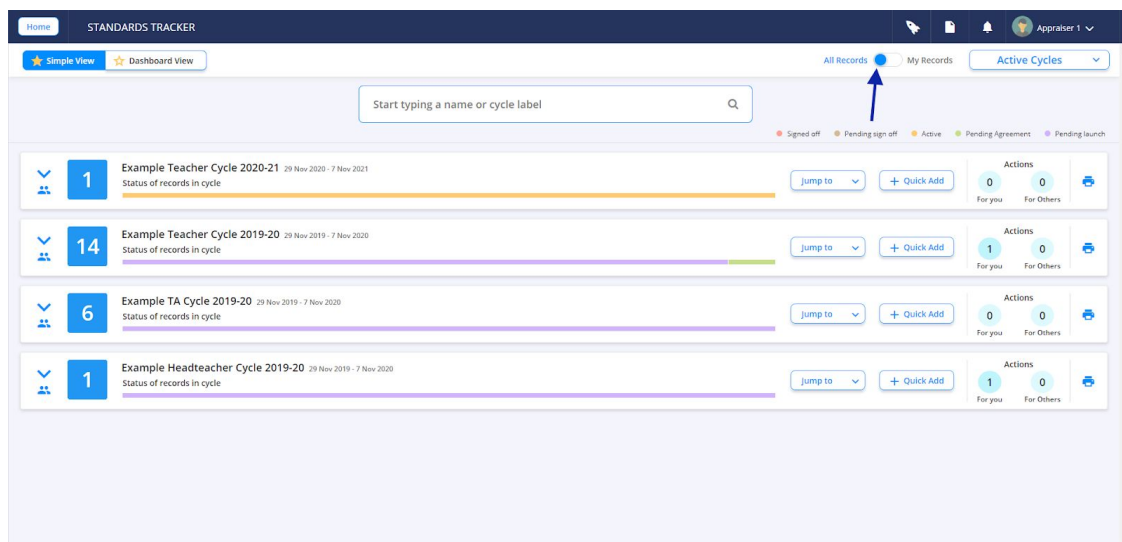 Home STANDARDS TRACKER Appraiser 1
Simple View Dashboard View All Records My Records Active Cycles
Start typing a name or cycle label
Signed off Pending sign off Active Pending Agreement Pending launch
1 Example Teacher Cycle 2020-21 29 Nov 2020 - 7 Nov 2021
Status of records in cycle
Jump to + Quick Add
Actions
0 0
For you For Others
14 Example Teacher Cycle 2019-20 29 Nov 2019 - 7 Nov 2020
Status of records in cycle
Jump to + Quick Add
Actions
1 0
For you For Others
6 Example TA Cycle 2019-20 29 Nov 2019 - 7 Nov 2020
Status of records in cycle
Jump to + Quick Add
Actions
0 0
For you For Others
1 Example Headteacher Cycle 2019-20 29 Nov 2019 - 7 Nov 2020
Status of records in cycle
Jump to + Quick Add
Actions
1 0
For you For Others